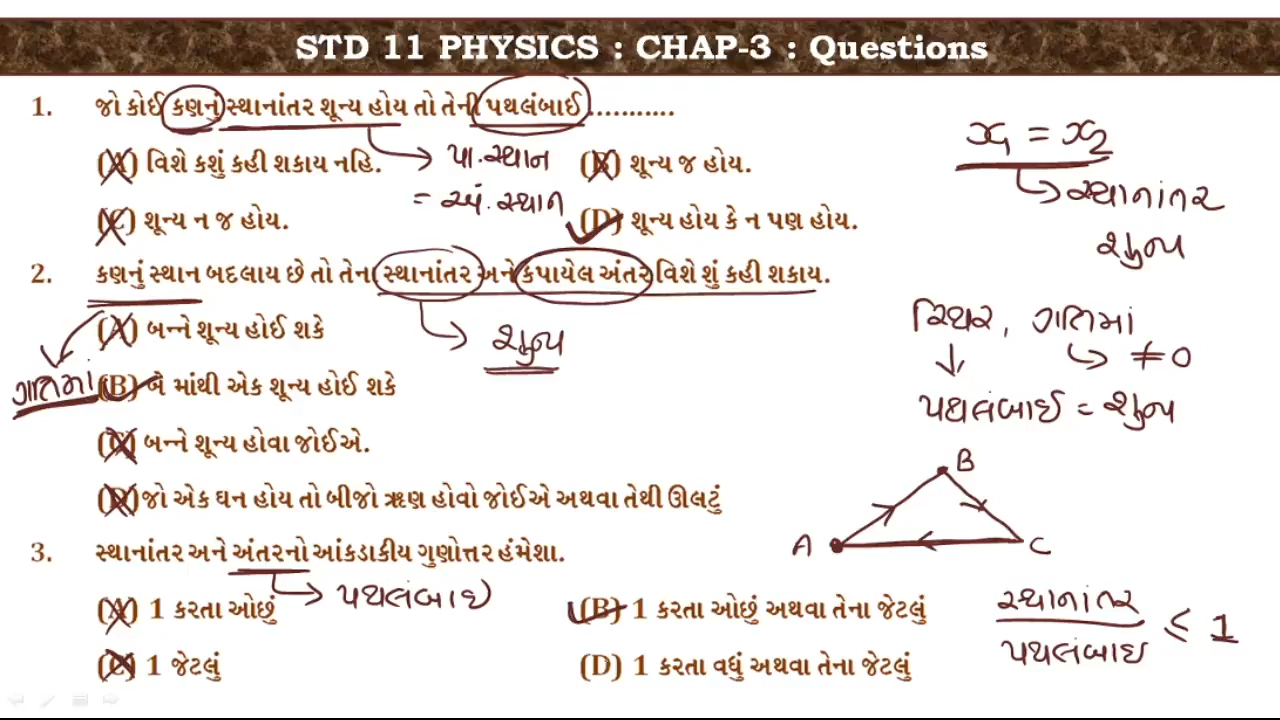 STD 11 PHYSICS : CHAP-3 : Questions
1. જો કોઈ કણનું સ્થાનાંતર શૂન્ય હોય તો તેની પથલંબાઈ ...........
(A) વિશે કશું કહી શકાય નહિ.
(B) શૂન્ય જ હોય.
(C) શૂન્ય ન જ હોય.
(D) શૂન્ય હોય કે ન પણ હોય.
પ્રા.સ્થાન
= અં. સ્થાન
x₁ = x₂
સ્થાનાંતર
શૂન્ય
2. કણનું સ્થાન બદલાય છે તો તેના સ્થાનાંતર અને કપાયેલ અંતર વિશે શું કહી શકાય.
(A) બન્ને શૂન્ય હોઈ શકે
શૂન્ય
ગતિમાં
(B) બે માંથી એક શૂન્ય હોઈ શકે
(C) બન્ને શૂન્ય હોવા જોઈએ.
(D) જો એક ધન હોય તો બીજો ઋણ હોવો જોઈએ અથવા તેથી ઊલટું
સ્થિર, ગતિમાં
≠ 0
પથલંબાઈ = શૂન્ય
B
A
C
3. સ્થાનાંતર અને અંતરનો આંકડાકીય ગુણોત્તર હંમેશા.
પથલંબાઈ
(A) 1 કરતા ઓછું
(B) 1 કરતા ઓછું અથવા તેના જેટલું
(C) 1 જેટલું
(D) 1 કરતા વધું અથવા તેના જેટલું
સ્થાનાંતર
પથલંબાઈ
≤ 1